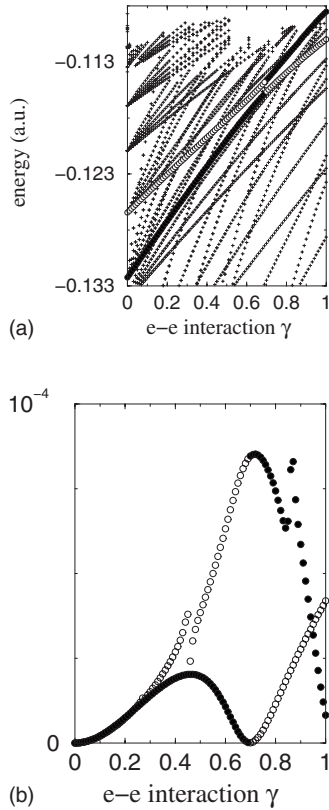 energy (a.u.)
−0.113
−0.123
−0.133
0 0.2 0.4 0.6 0.8 1
(a) e−e interaction γ
10⁻⁴
0
0 0.2 0.4 0.6 0.8 1
(b) e−e interaction γ